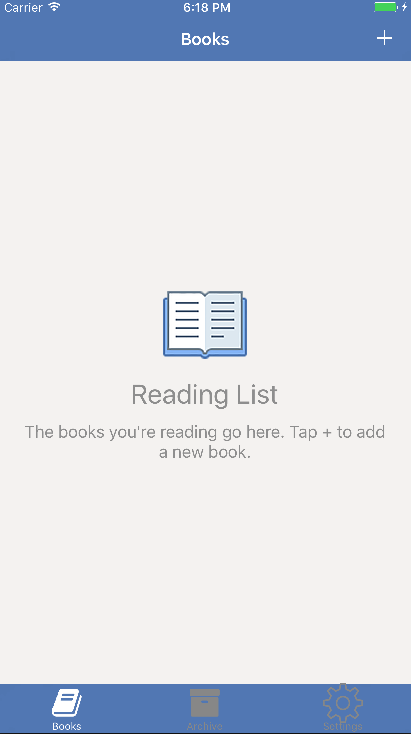 Carrier 6:18 PM
Books +
Reading List
The books you're reading go here. Tap + to add
a new book.
Books Archive Settings